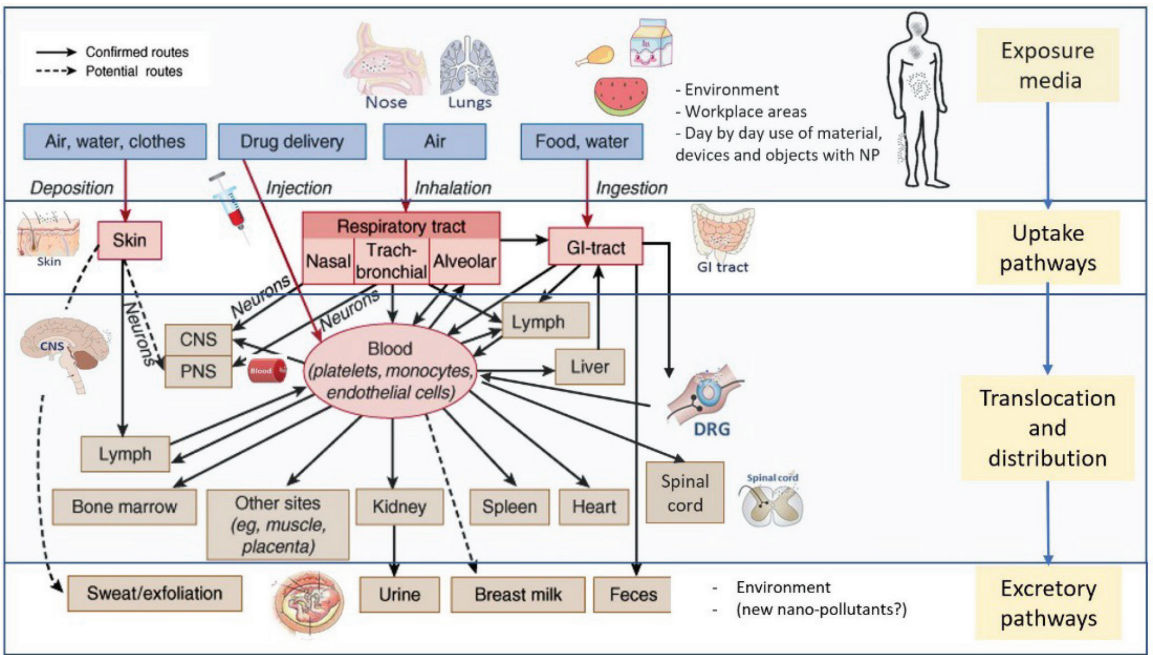 Confirmed routes
Potential routes
Nose
Lungs
- Environment
- Workplace areas
- Day by day use of material,
devices and objects with NP
Exposure
media
Air, water, clothes
Drug delivery
Air
Food, water
Deposition
Injection
Inhalation
Ingestion
Skin
Skin
Respiratory tract
Nasal
Trach-
bronchial
Alveolar
GI-tract
GI tract
Uptake
pathways
Neurons
Neurons
Neurons
CNS
CNS
PNS
Blood
Blood
(platelets, monocytes,
endothelial cells)
Lymph
Liver
DRG
Translocation
and
distribution
Lymph
Bone marrow
Other sites
(eg, muscle,
placenta)
Kidney
Spleen
Heart
Spinal
cord
Spinal cord
Sweat/exfoliation
Urine
Breast milk
Feces
- Environment
- (new nano-pollutants?)
Excretory
pathways